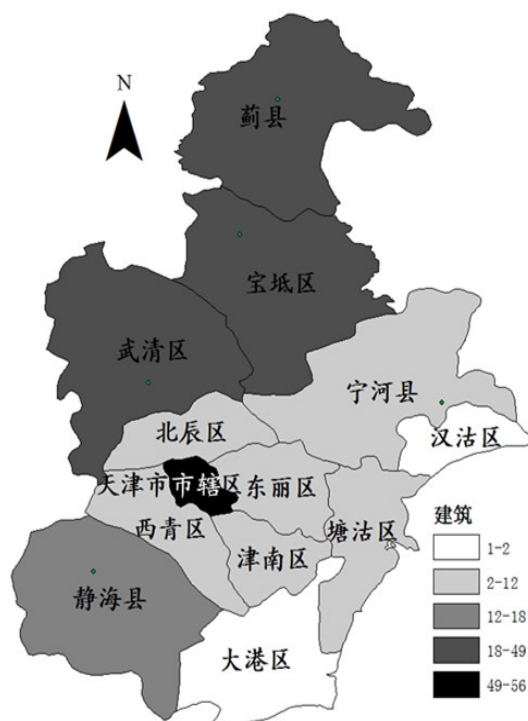 N
蓟县
宝坻区
武清区
宁河县
北辰区
汉沽区
天津市市辖区
东丽区
西青区
塘沽区
津南区
静海县
大港区
建筑
1-2
2-12
12-18
18-49
49-56